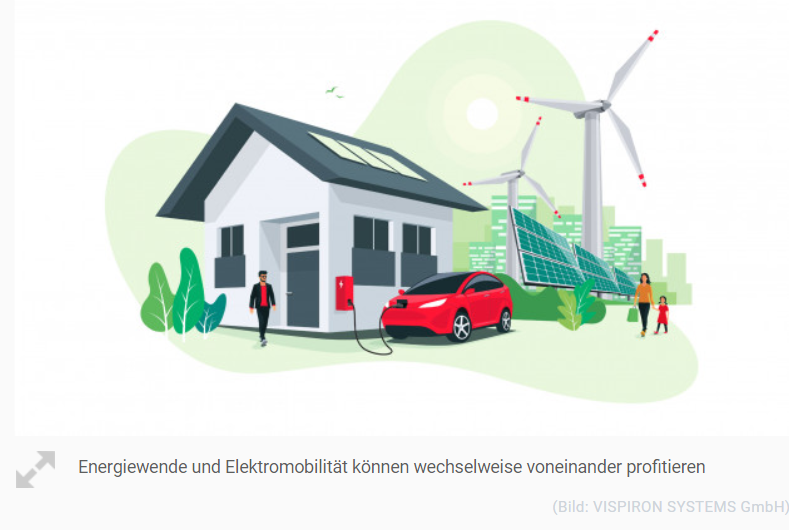 Energiewende und Elektromobilität können wechselweise voneinander profitieren
(Bild: VISPIRON SYSTEMS GmbH)